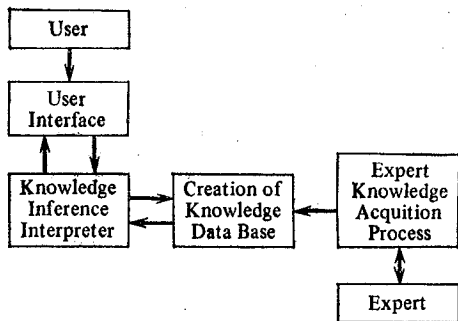 User
User
Interface
Knowledge
Inference
Interpreter
Creation of
Knowledge
Data Base
Expert
Knowledge
Acquition
Process
Expert